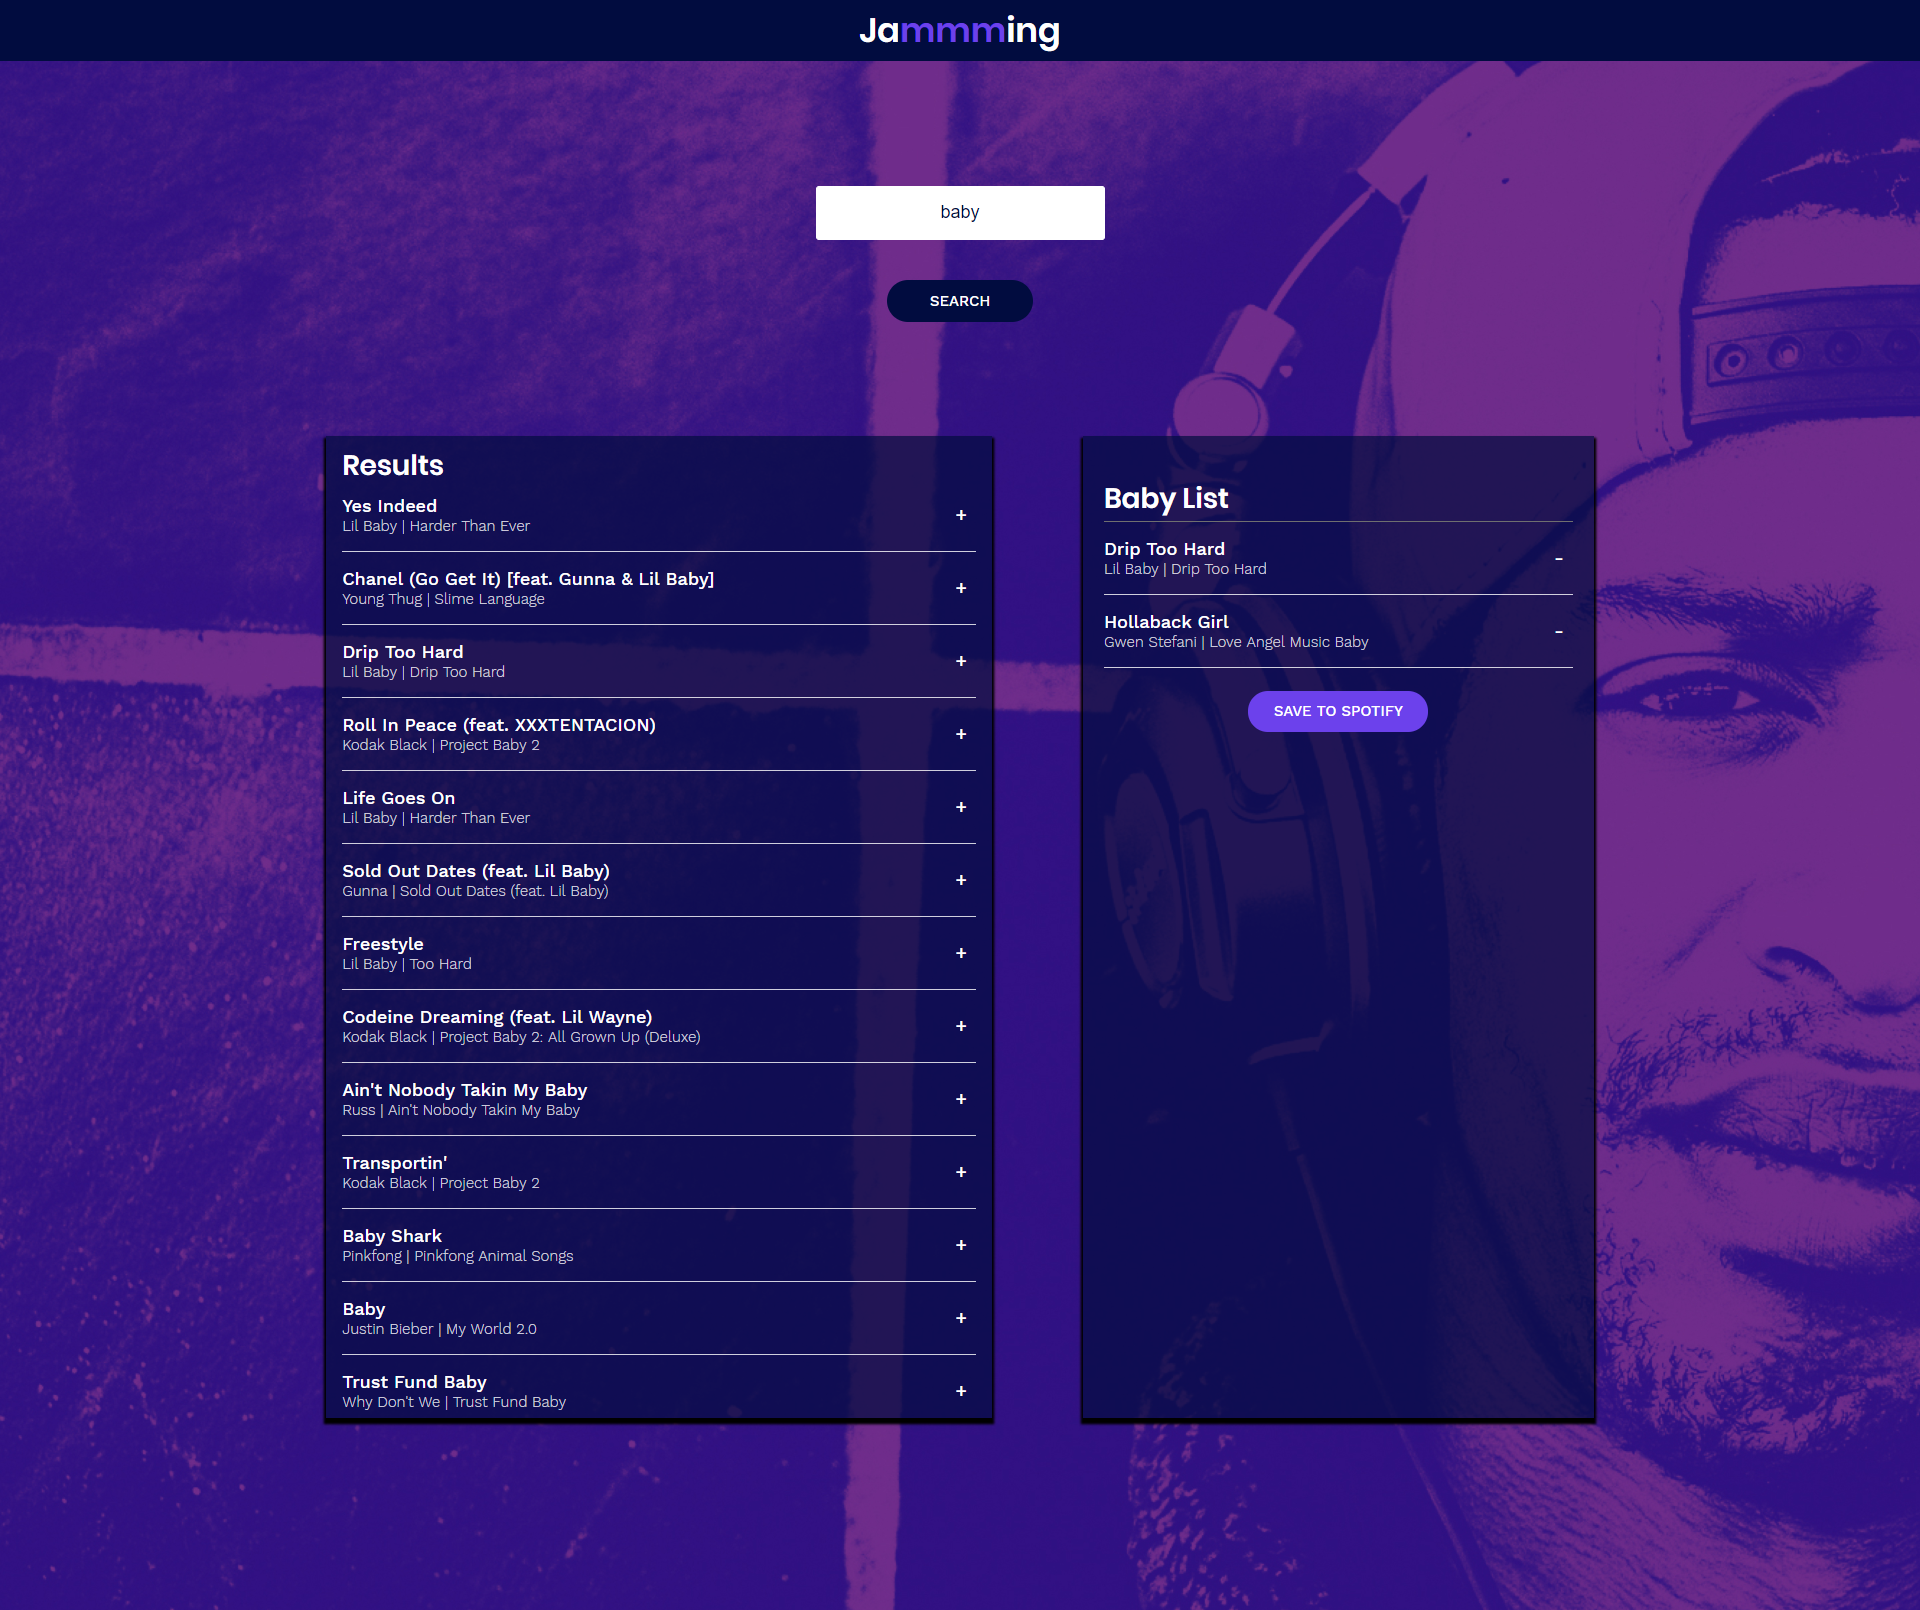 Jammming
baby
SEARCH
Results
Yes Indeed
Lil Baby | Harder Than Ever
+
Chanel (Go Get It) [feat. Gunna & Lil Baby]
Young Thug | Slime Language
+
Drip Too Hard
Lil Baby | Drip Too Hard
+
Roll In Peace (feat. XXXTENTACION)
Kodak Black | Project Baby 2
+
Life Goes On
Lil Baby | Harder Than Ever
+
Sold Out Dates (feat. Lil Baby)
Gunna | Sold Out Dates (feat. Lil Baby)
+
Freestyle
Lil Baby | Too Hard
+
Codeine Dreaming (feat. Lil Wayne)
Kodak Black | Project Baby 2: All Grown Up (Deluxe)
+
Ain't Nobody Takin My Baby
Russ | Ain't Nobody Takin My Baby
+
Transportin'
Kodak Black | Project Baby 2
+
Baby Shark
Pinkfong | Pinkfong Animal Songs
+
Baby
Justin Bieber | My World 2.0
+
Trust Fund Baby
Why Don't We | Trust Fund Baby
+
Baby List
Drip Too Hard
Lil Baby | Drip Too Hard
-
Hollaback Girl
Gwen Stefani | Love Angel Music Baby
-
SAVE TO SPOTIFY